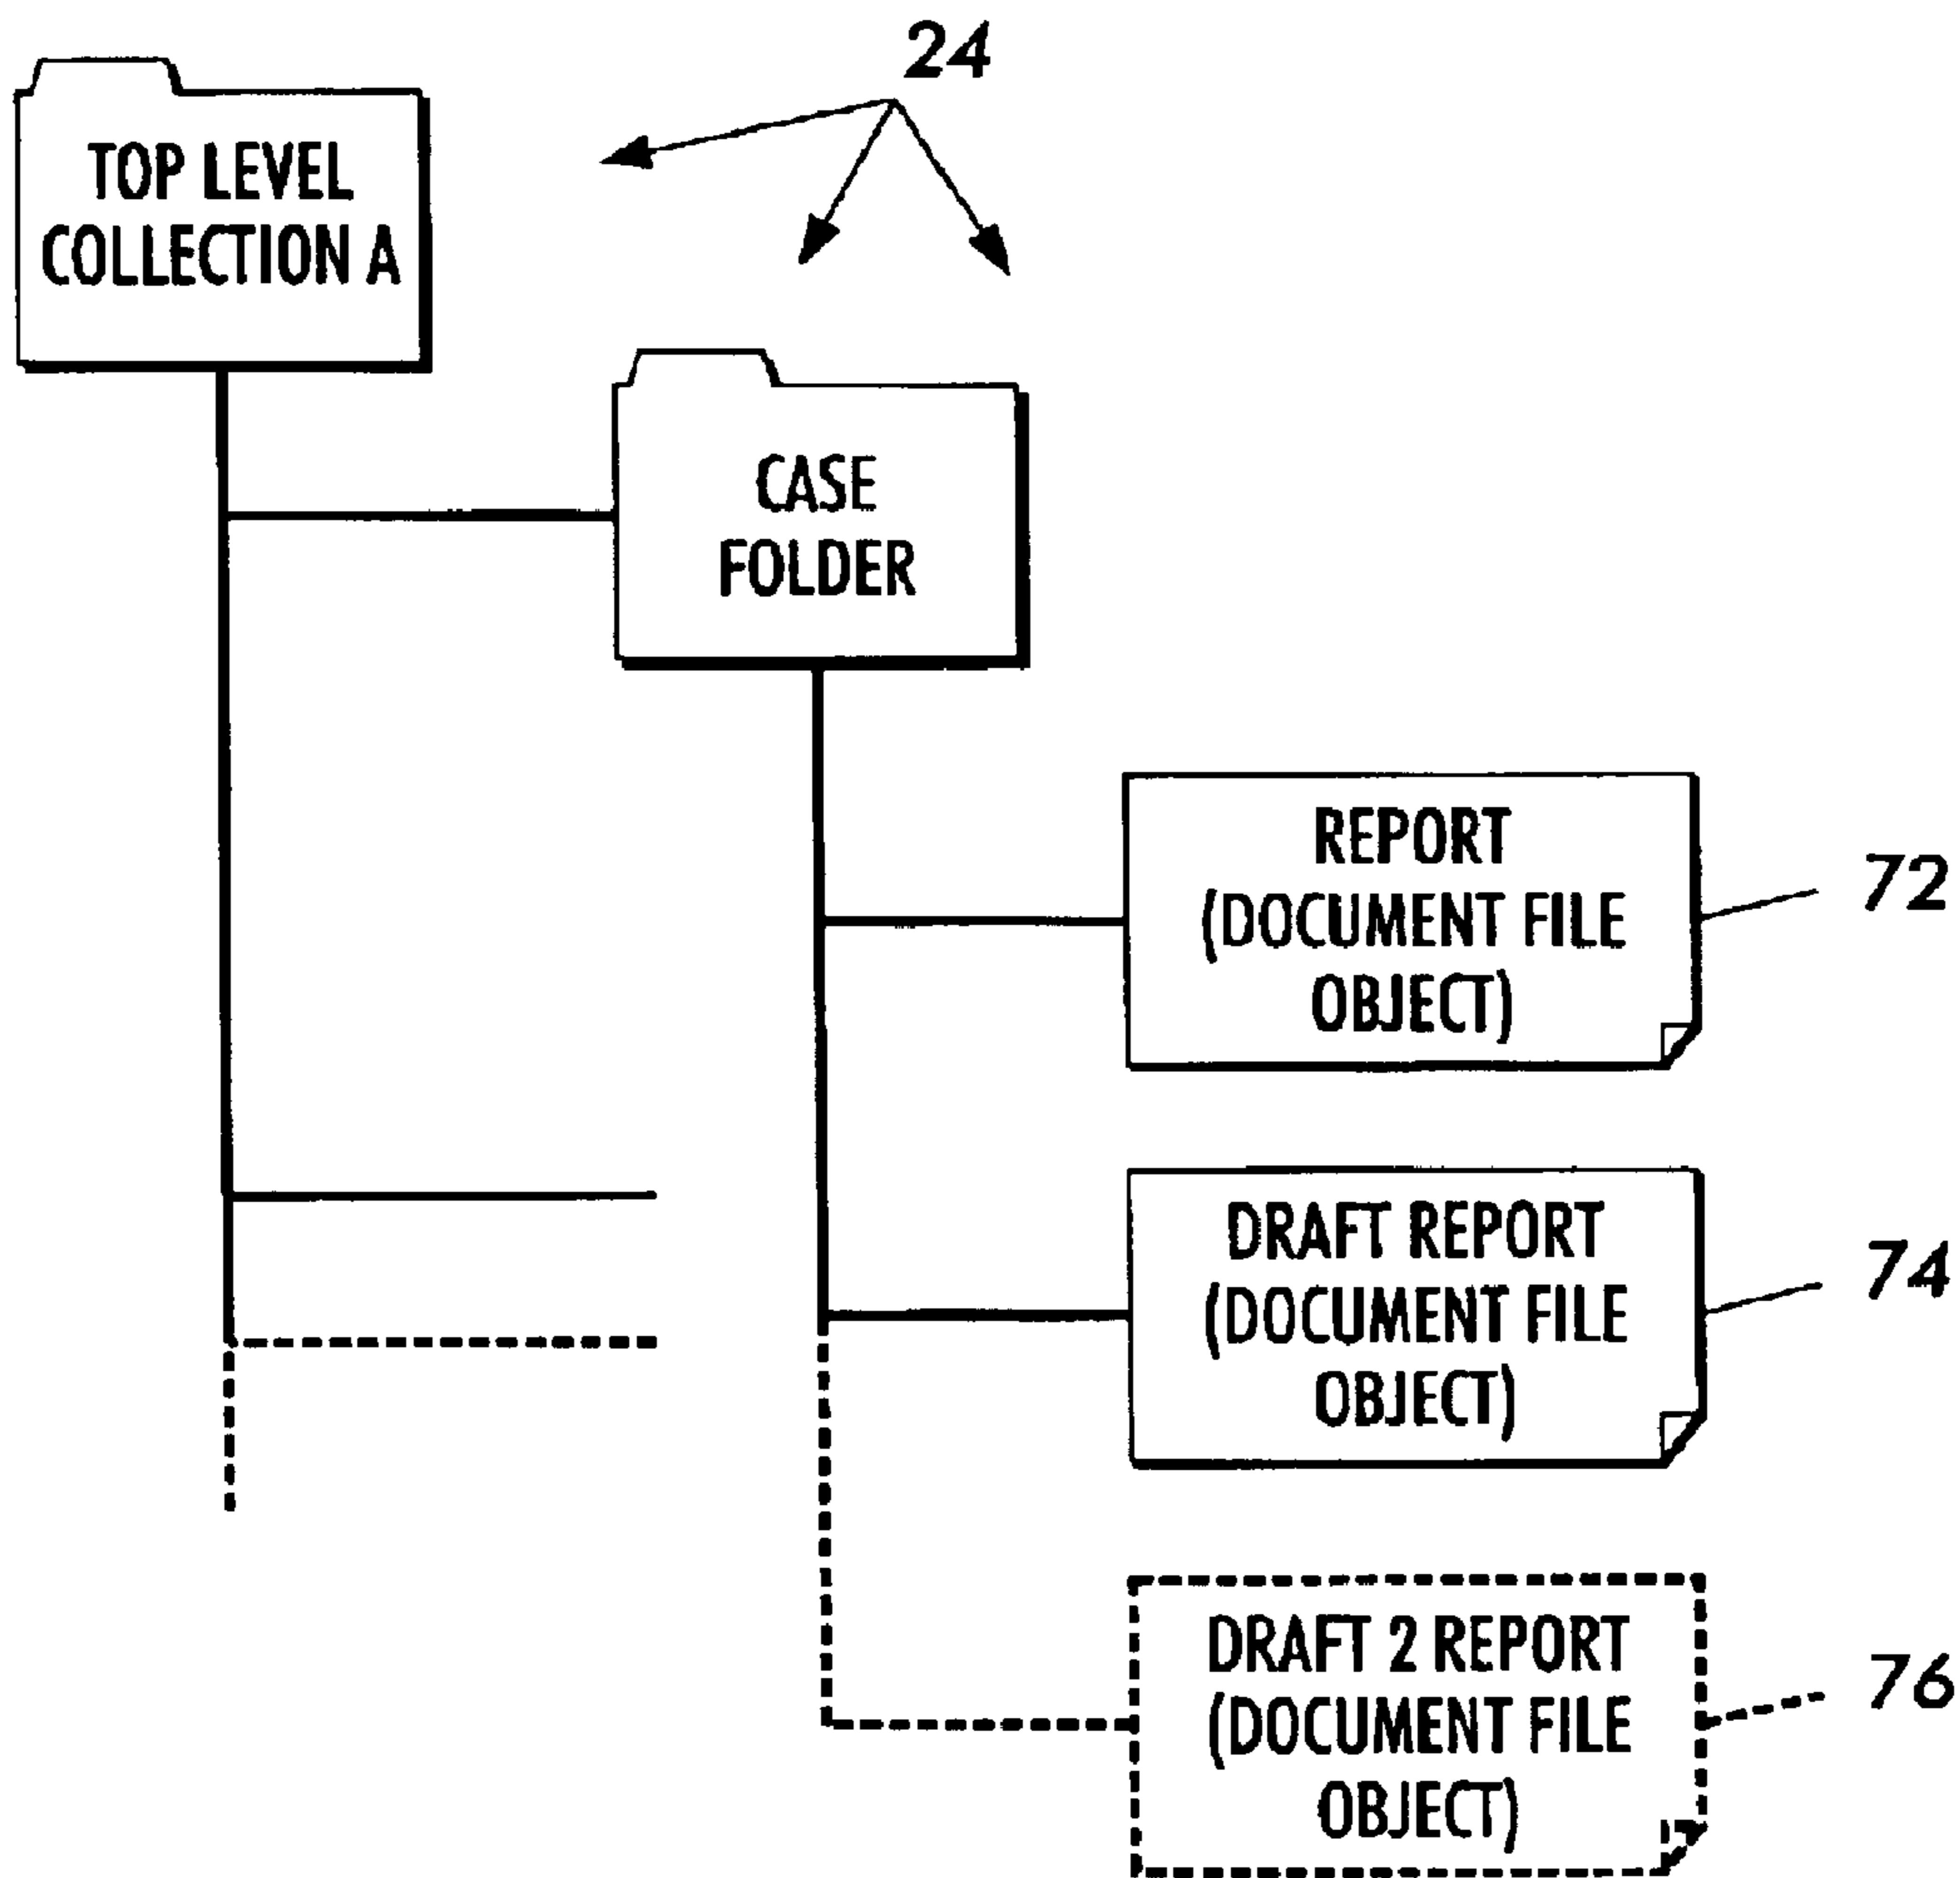 24
TOP LEVEL
COLLECTION A
CASE
FOLDER
REPORT
(DOCUMENT FILE
OBJECT)
72
DRAFT REPORT
(DOCUMENT FILE
OBJECT)
74
DRAFT 2 REPORT
(DOCUMENT FILE
OBJECT)
76